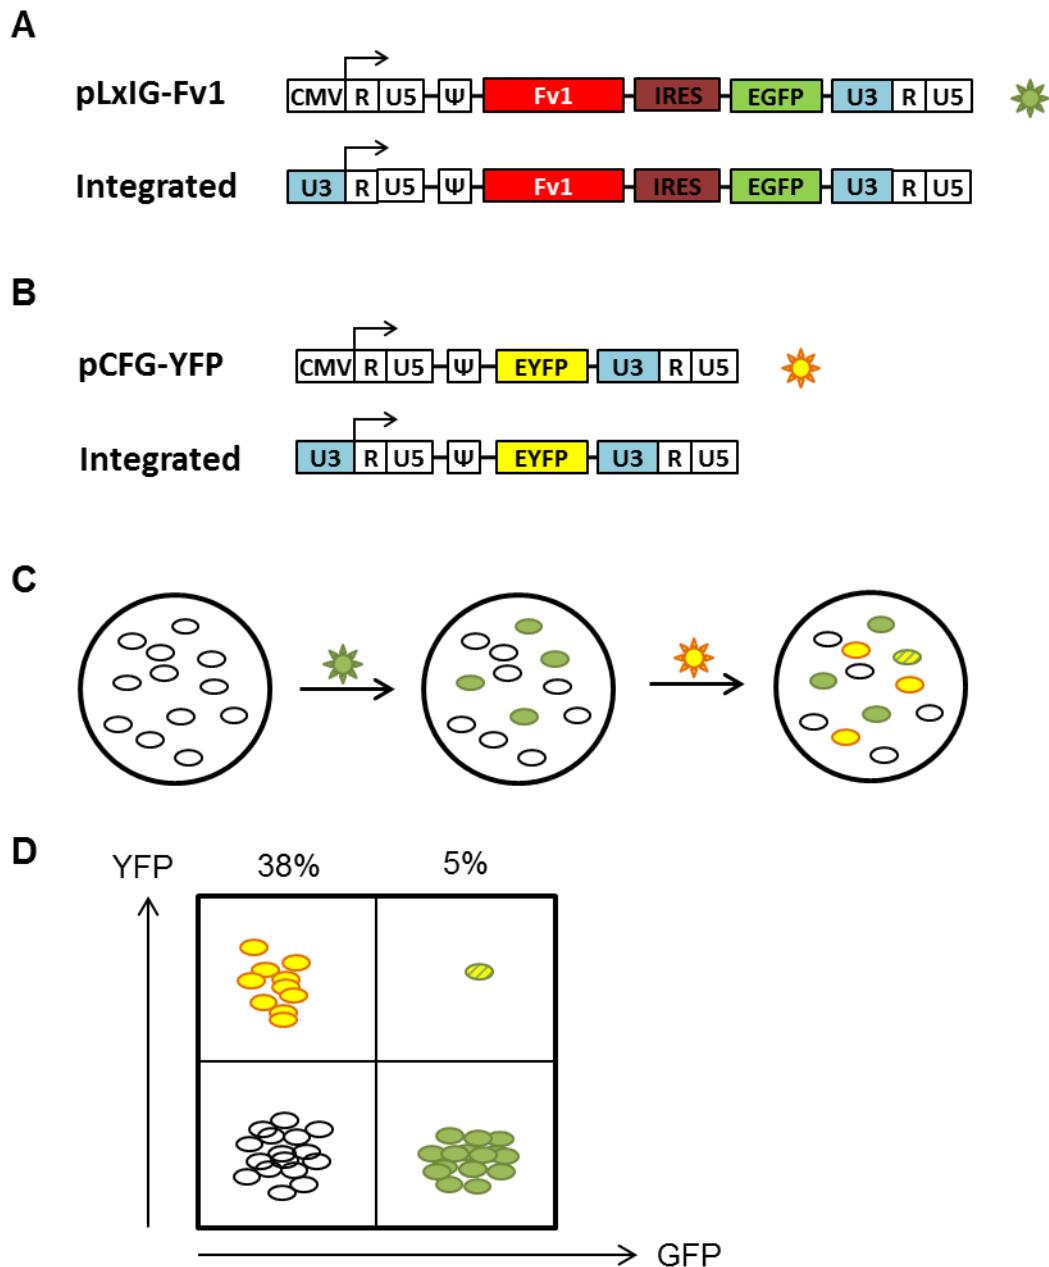 A
pLxIG-Fv1
CMV R U5 Ψ Fv1 IRES EGFP U3 R U5
Integrated
U3 R U5 Ψ Fv1 IRES EGFP U3 R U5
B
pCFG-YFP
CMV R U5 Ψ EYFP U3 R U5
Integrated
U3 R U5 Ψ EYFP U3 R U5
C
D
YFP 38% 5%
GFP